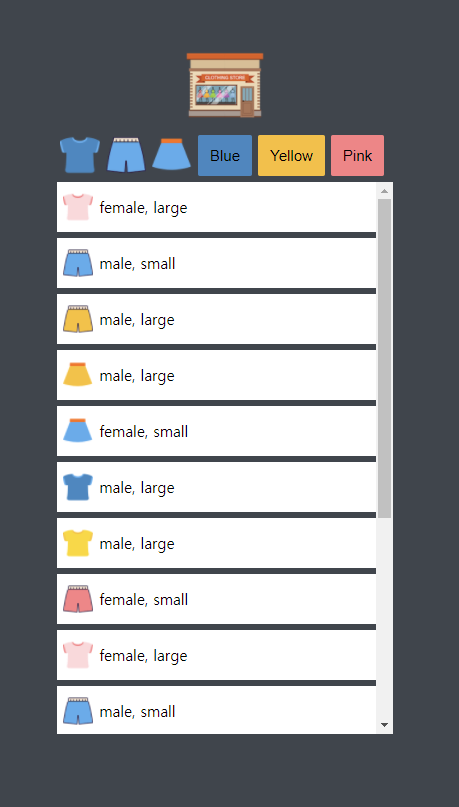 CLOTHING STORE
Blue Yellow Pink
female, large
male, small
male, large
male, large
female, small
male, large
male, large
female, small
female, large
male, small